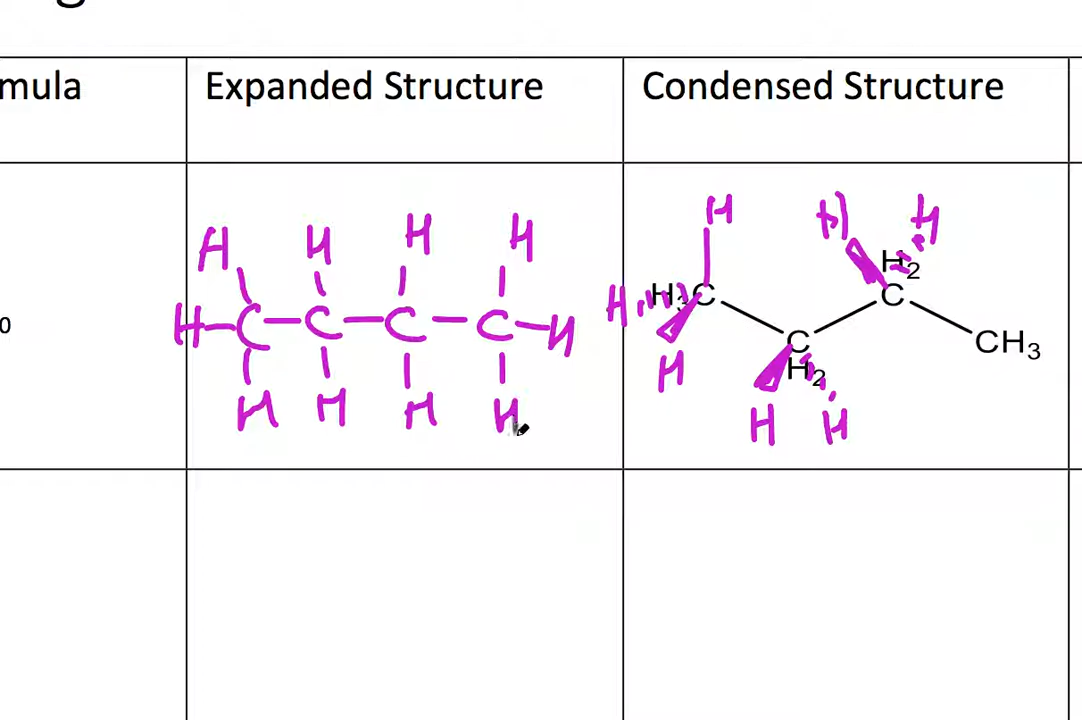 mula
Expanded Structure
Condensed Structure
H H H H
H-C-C-C-C-H
H H H H
H H H
H H₃C C H₂ CH₃
C H₂
H H H
0